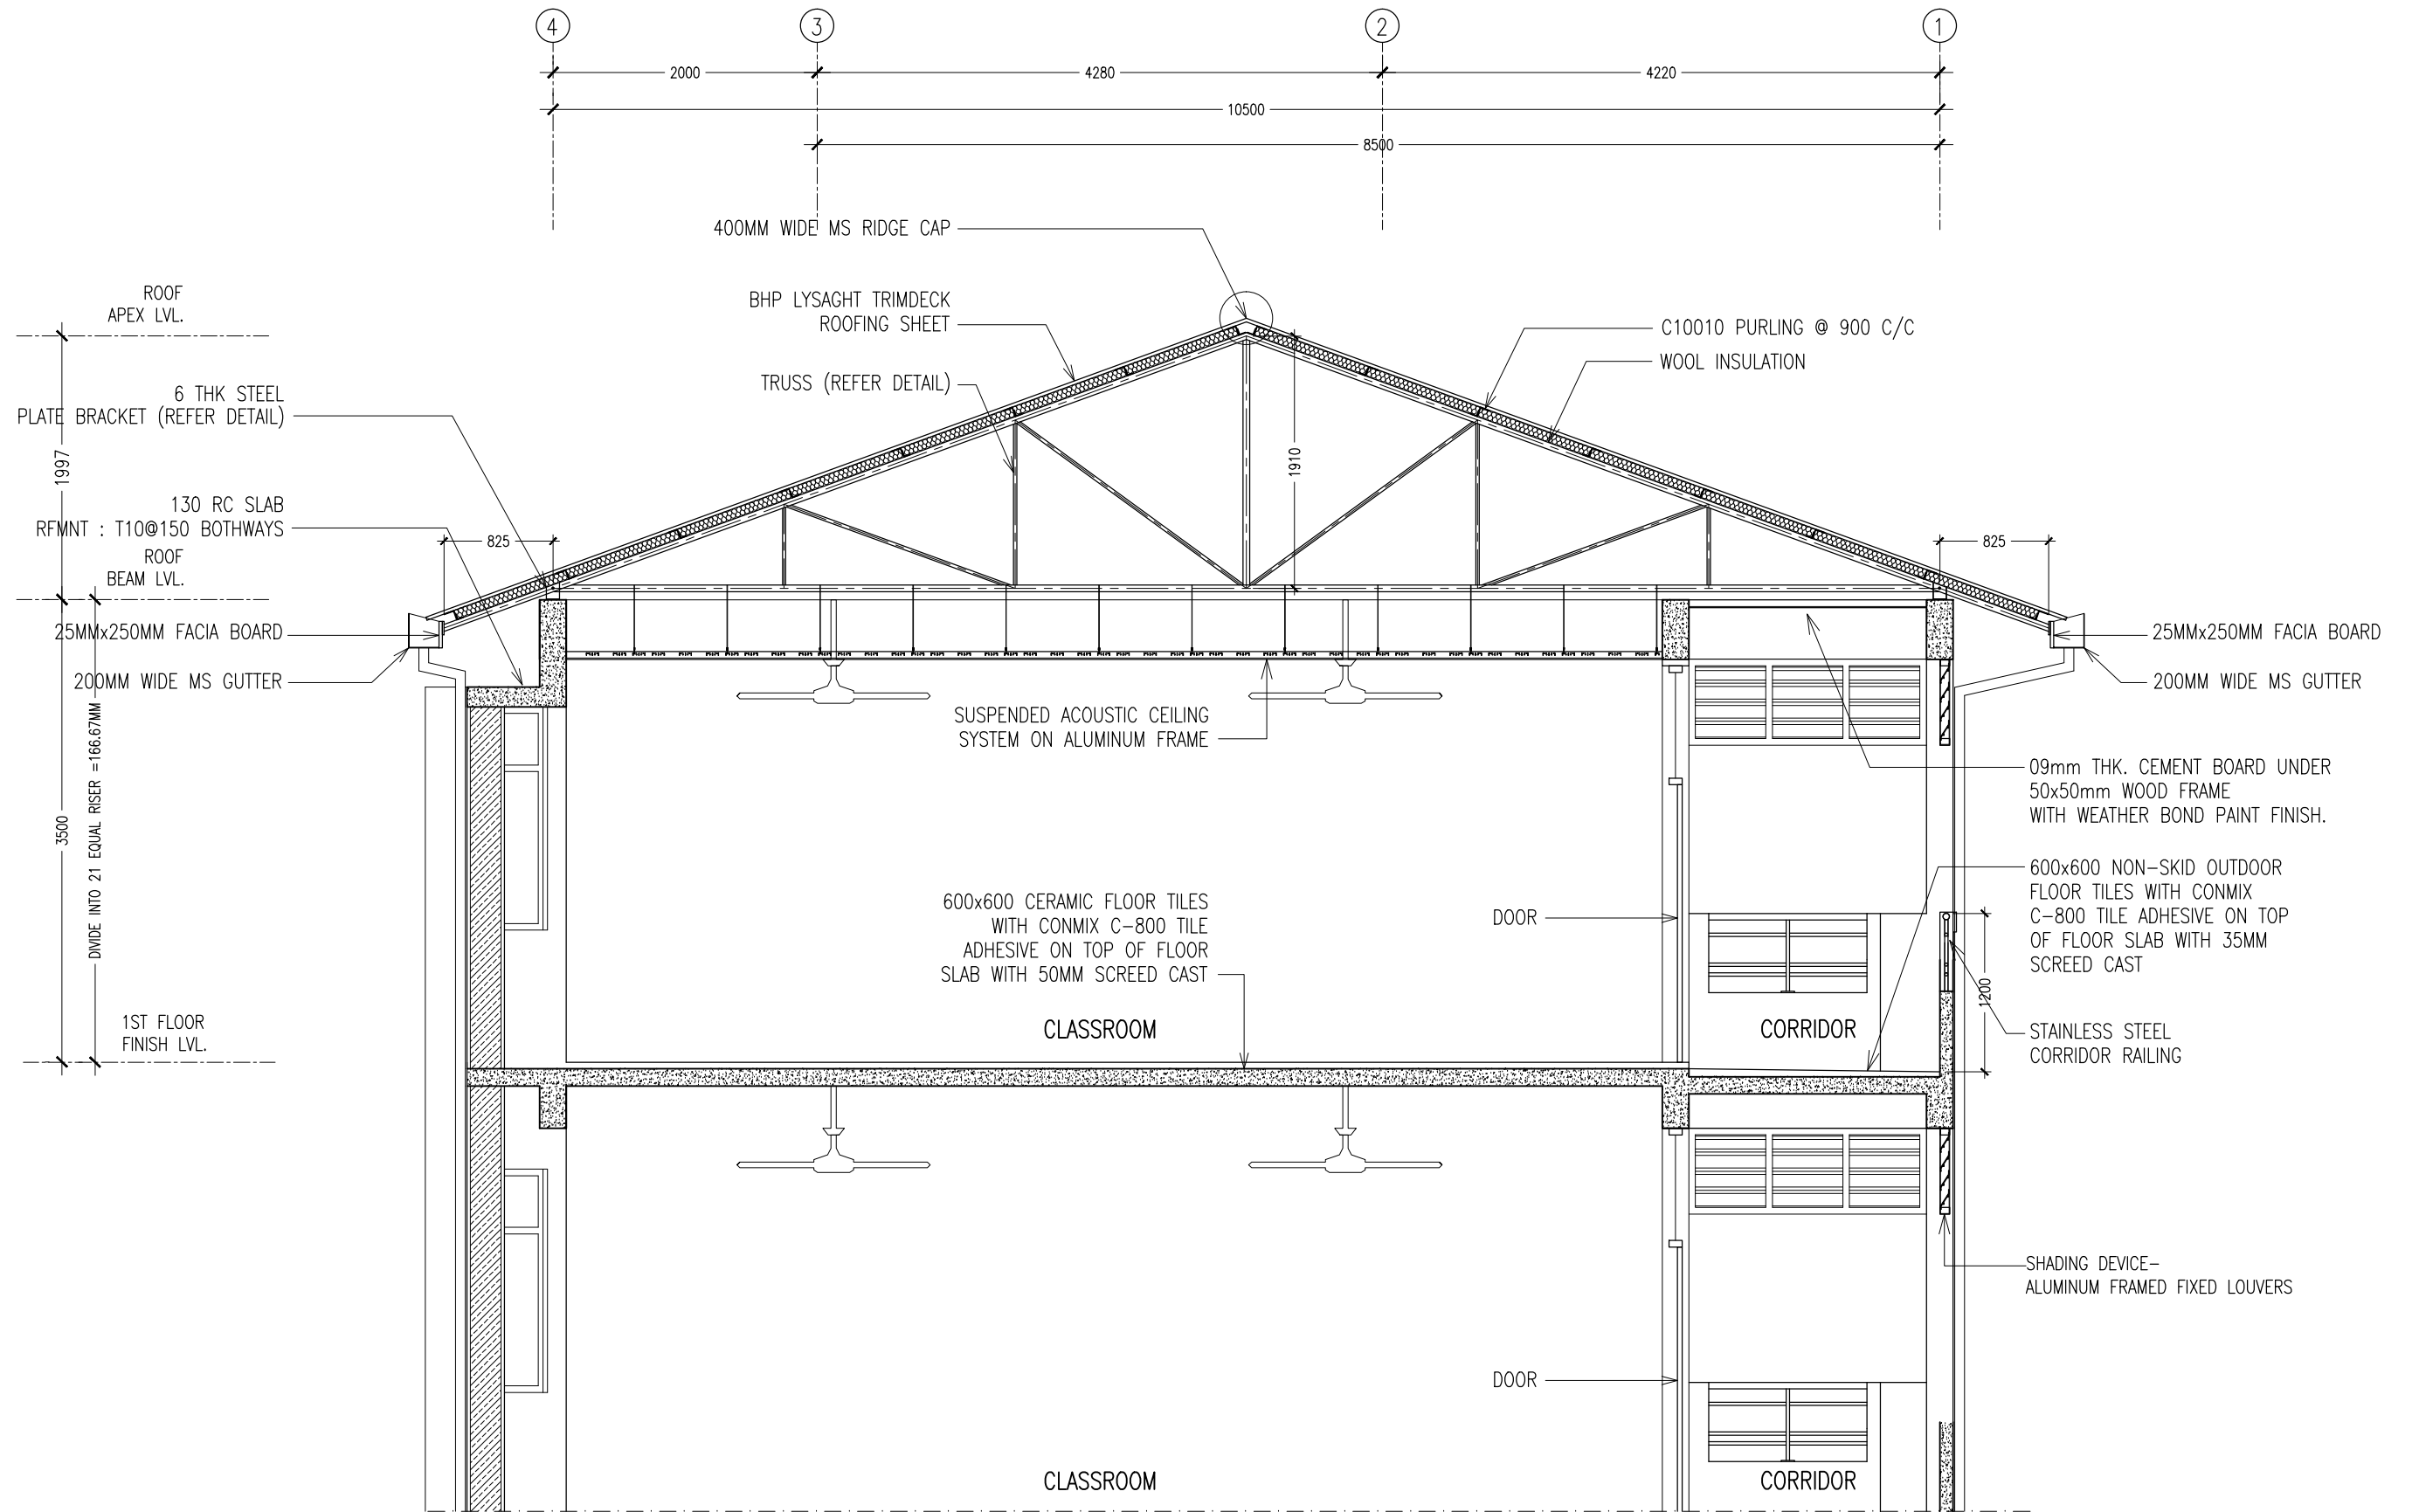 4
3
2
1
2000
4280
4220
10500
8500
400MM WIDE MS RIDGE CAP
ROOF
APEX LVL.
BHP LYSAGHT TRIMDECK
ROOFING SHEET
C10010 PURLING @ 900 C/C
WOOL INSULATION
TRUSS (REFER DETAIL)
6 THK STEEL
PLATE BRACKET (REFER DETAIL)
1997
1910
130 RC SLAB
RFMNT : T10@150 BOTHWAYS
825
825
ROOF
BEAM LVL.
25MMx250MM FACIA BOARD
200MM WIDE MS GUTTER
25MMx250MM FACIA BOARD
200MM WIDE MS GUTTER
SUSPENDED ACOUSTIC CEILING
SYSTEM ON ALUMINUM FRAME
3500
DIVIDE INTO 21 EQUAL RISER =166.67MM
09mm THK. CEMENT BOARD UNDER
50x50mm WOOD FRAME
WITH WEATHER BOND PAINT FINISH.
600x600 CERAMIC FLOOR TILES
WITH CONMIX C-800 TILE
ADHESIVE ON TOP OF FLOOR
SLAB WITH 50MM SCREED CAST
DOOR
600x600 NON-SKID OUTDOOR
FLOOR TILES WITH CONMIX
C-800 TILE ADHESIVE ON TOP
OF FLOOR SLAB WITH 35MM
SCREED CAST
1200
1ST FLOOR
FINISH LVL.
CLASSROOM
CORRIDOR
STAINLESS STEEL
CORRIDOR RAILING
SHADING DEVICE-
ALUMINUM FRAMED FIXED LOUVERS
DOOR
CLASSROOM
CORRIDOR